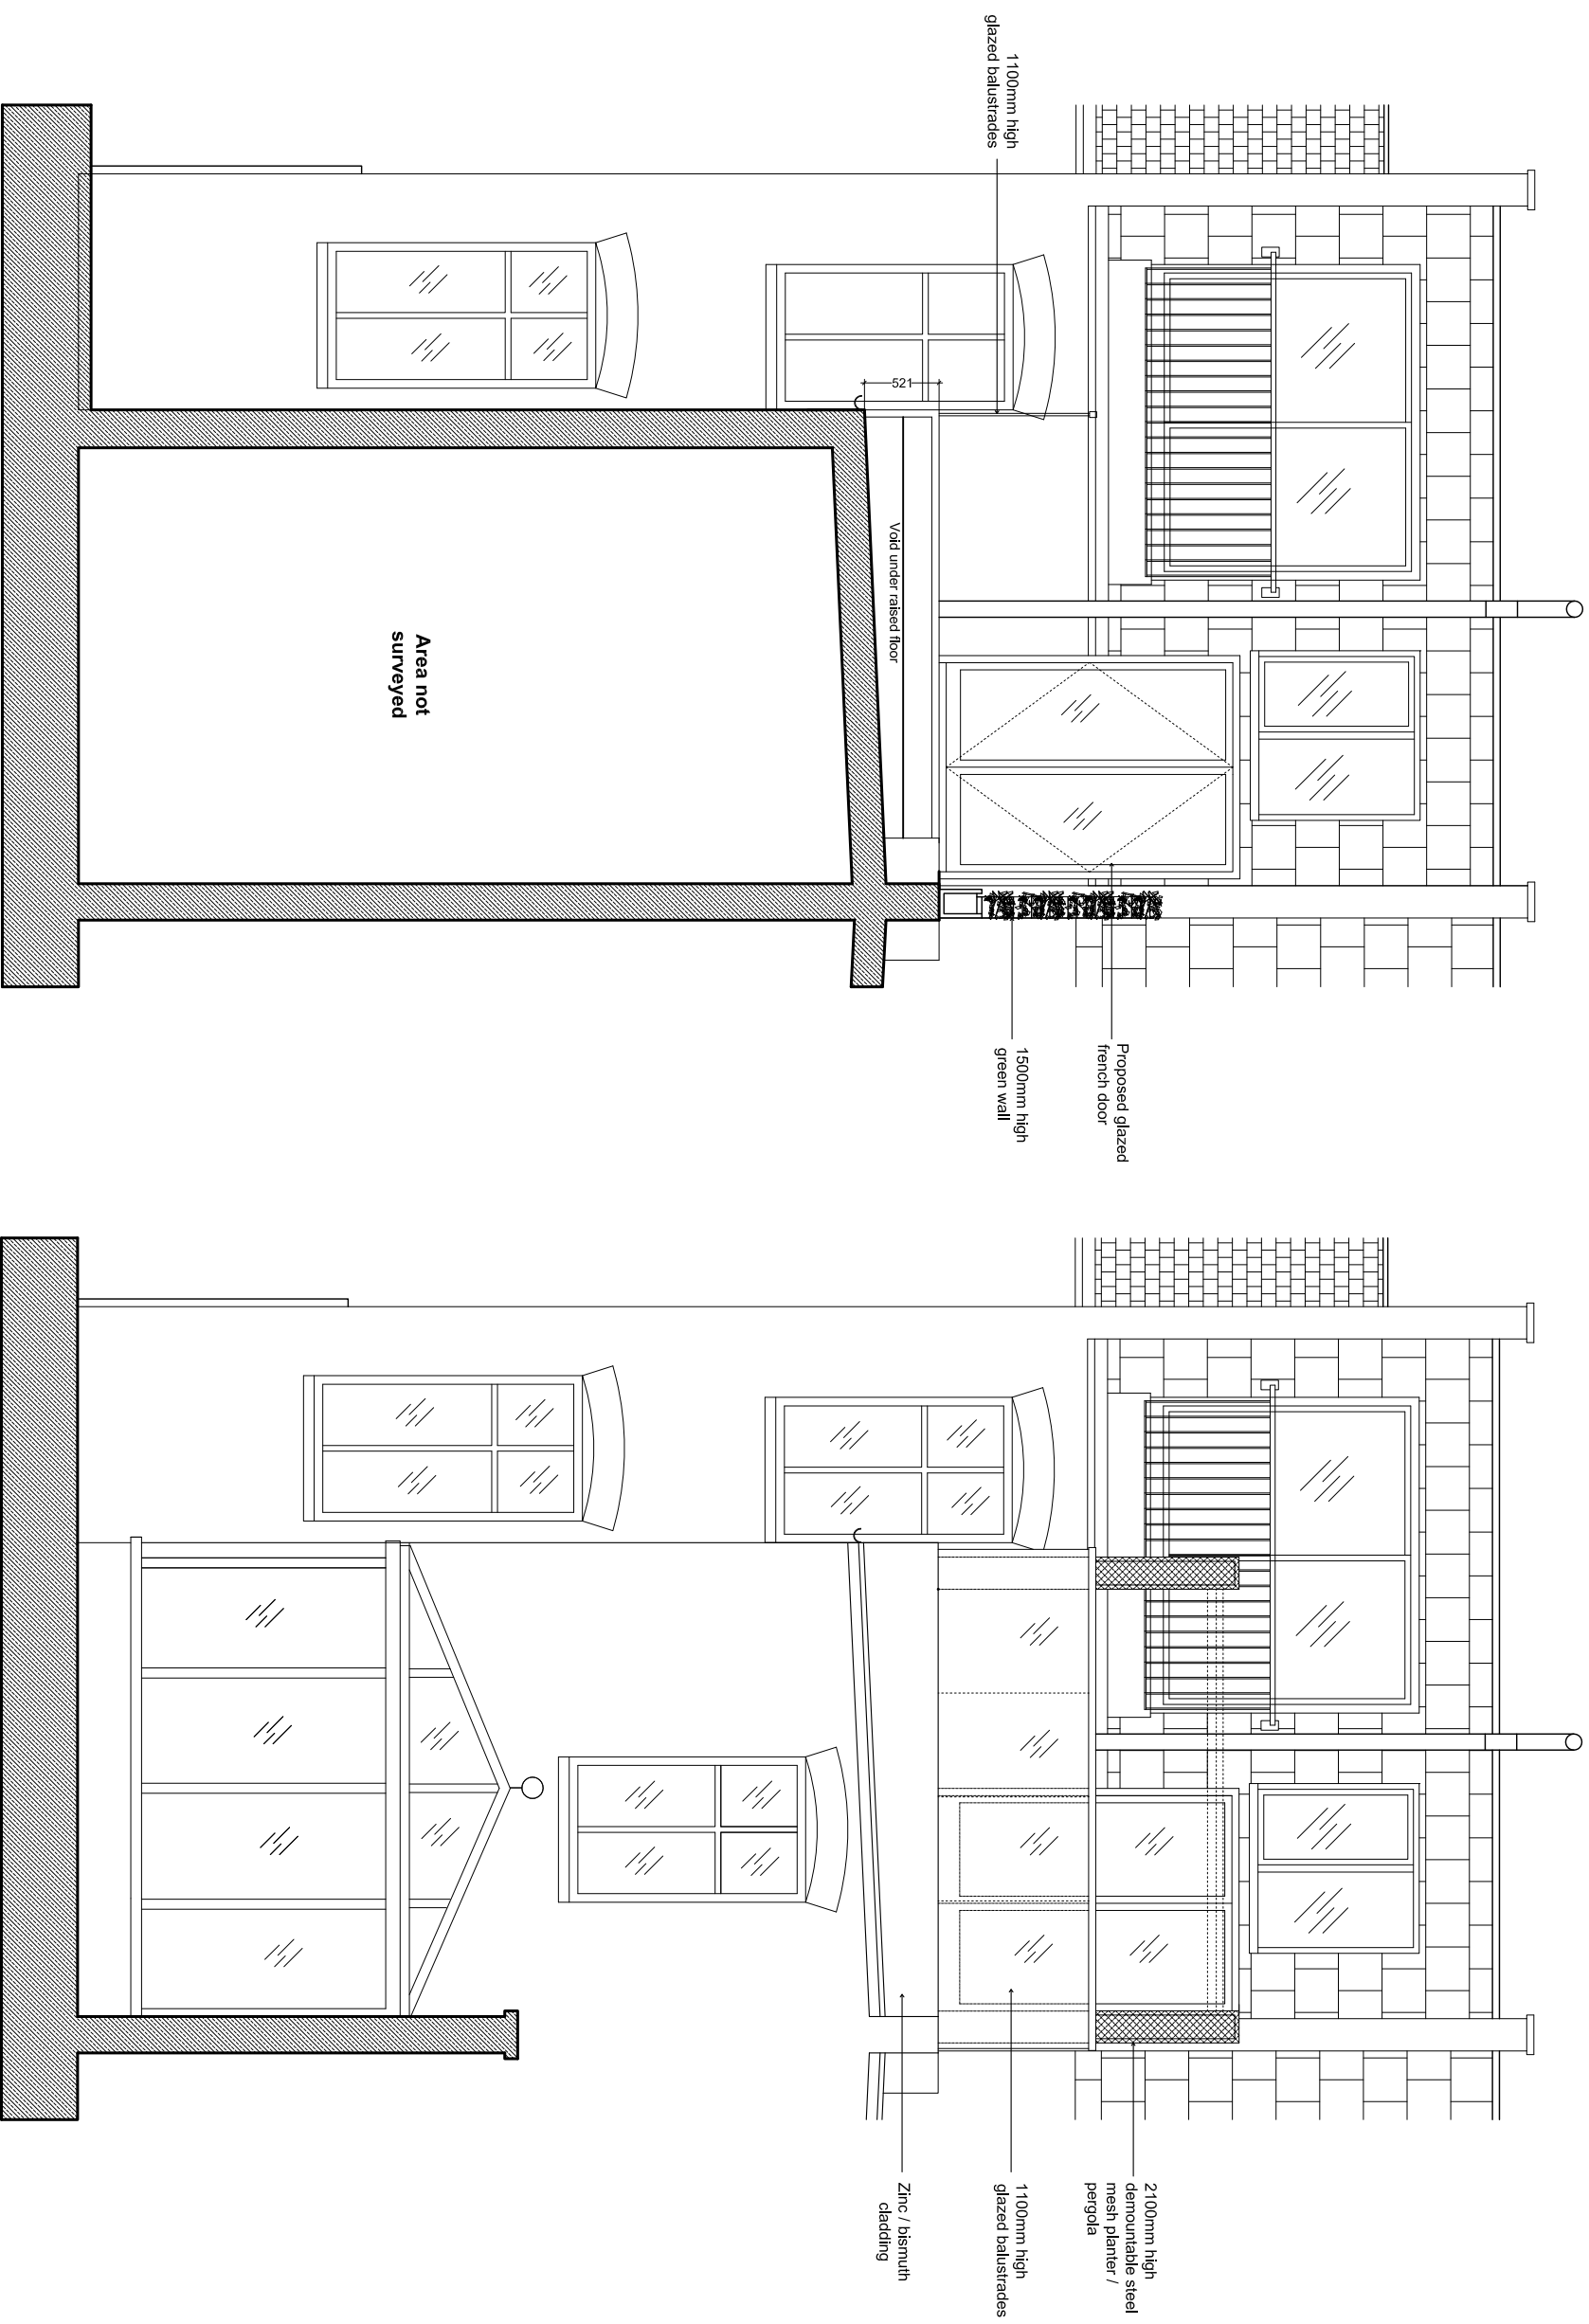 1100mm high
glazed balustrades
521
Void under raised floor
Area not
surveyed
Proposed glazed
french door
1500mm high
green wall
2100mm high
demountable steel
mesh planter /
pergola
1100mm high
glazed balustrades
Zinc / bismuth
cladding